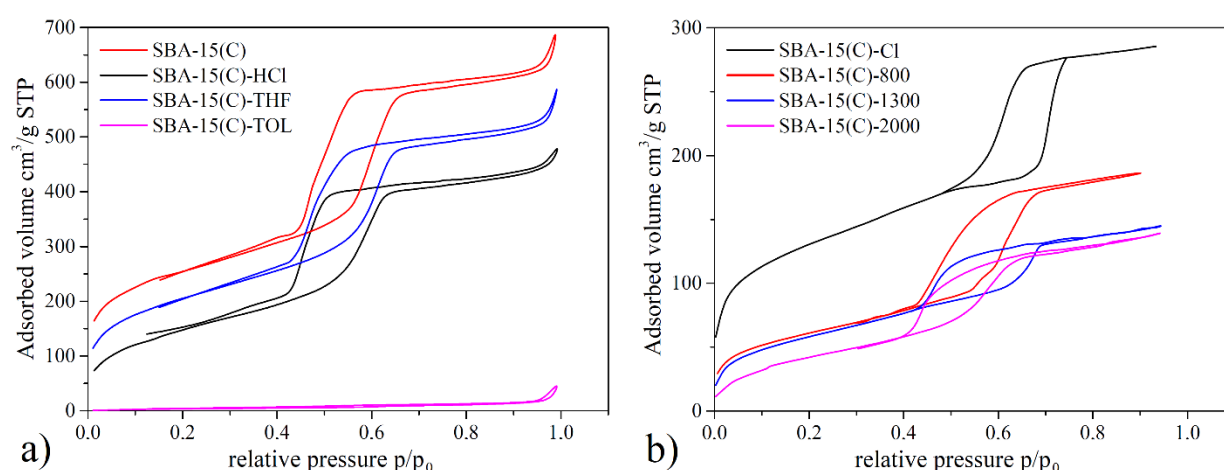 700
600
500
400
300
200
100
0
Adsorbed volume cm³/g STP
SBA-15(C)
SBA-15(C)-HCl
SBA-15(C)-THF
SBA-15(C)-TOL
0.0 0.2 0.4 0.6 0.8 1.0
relative pressure p/p₀
a)
300
200
100
0
Adsorbed volume cm³/g STP
SBA-15(C)-Cl
SBA-15(C)-800
SBA-15(C)-1300
SBA-15(C)-2000
0.0 0.2 0.4 0.6 0.8 1.0
relative pressure p/p₀
b)